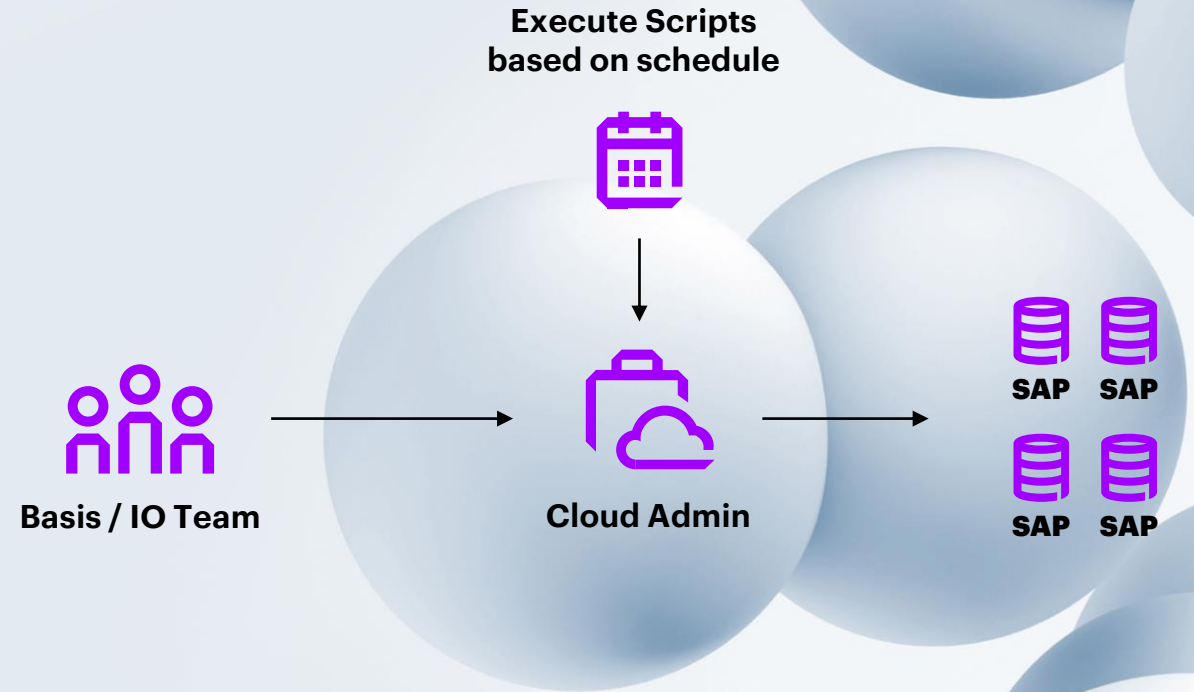 Execute Scripts
based on schedule
SAP SAP
SAP SAP
Basis / IO Team
Cloud Admin